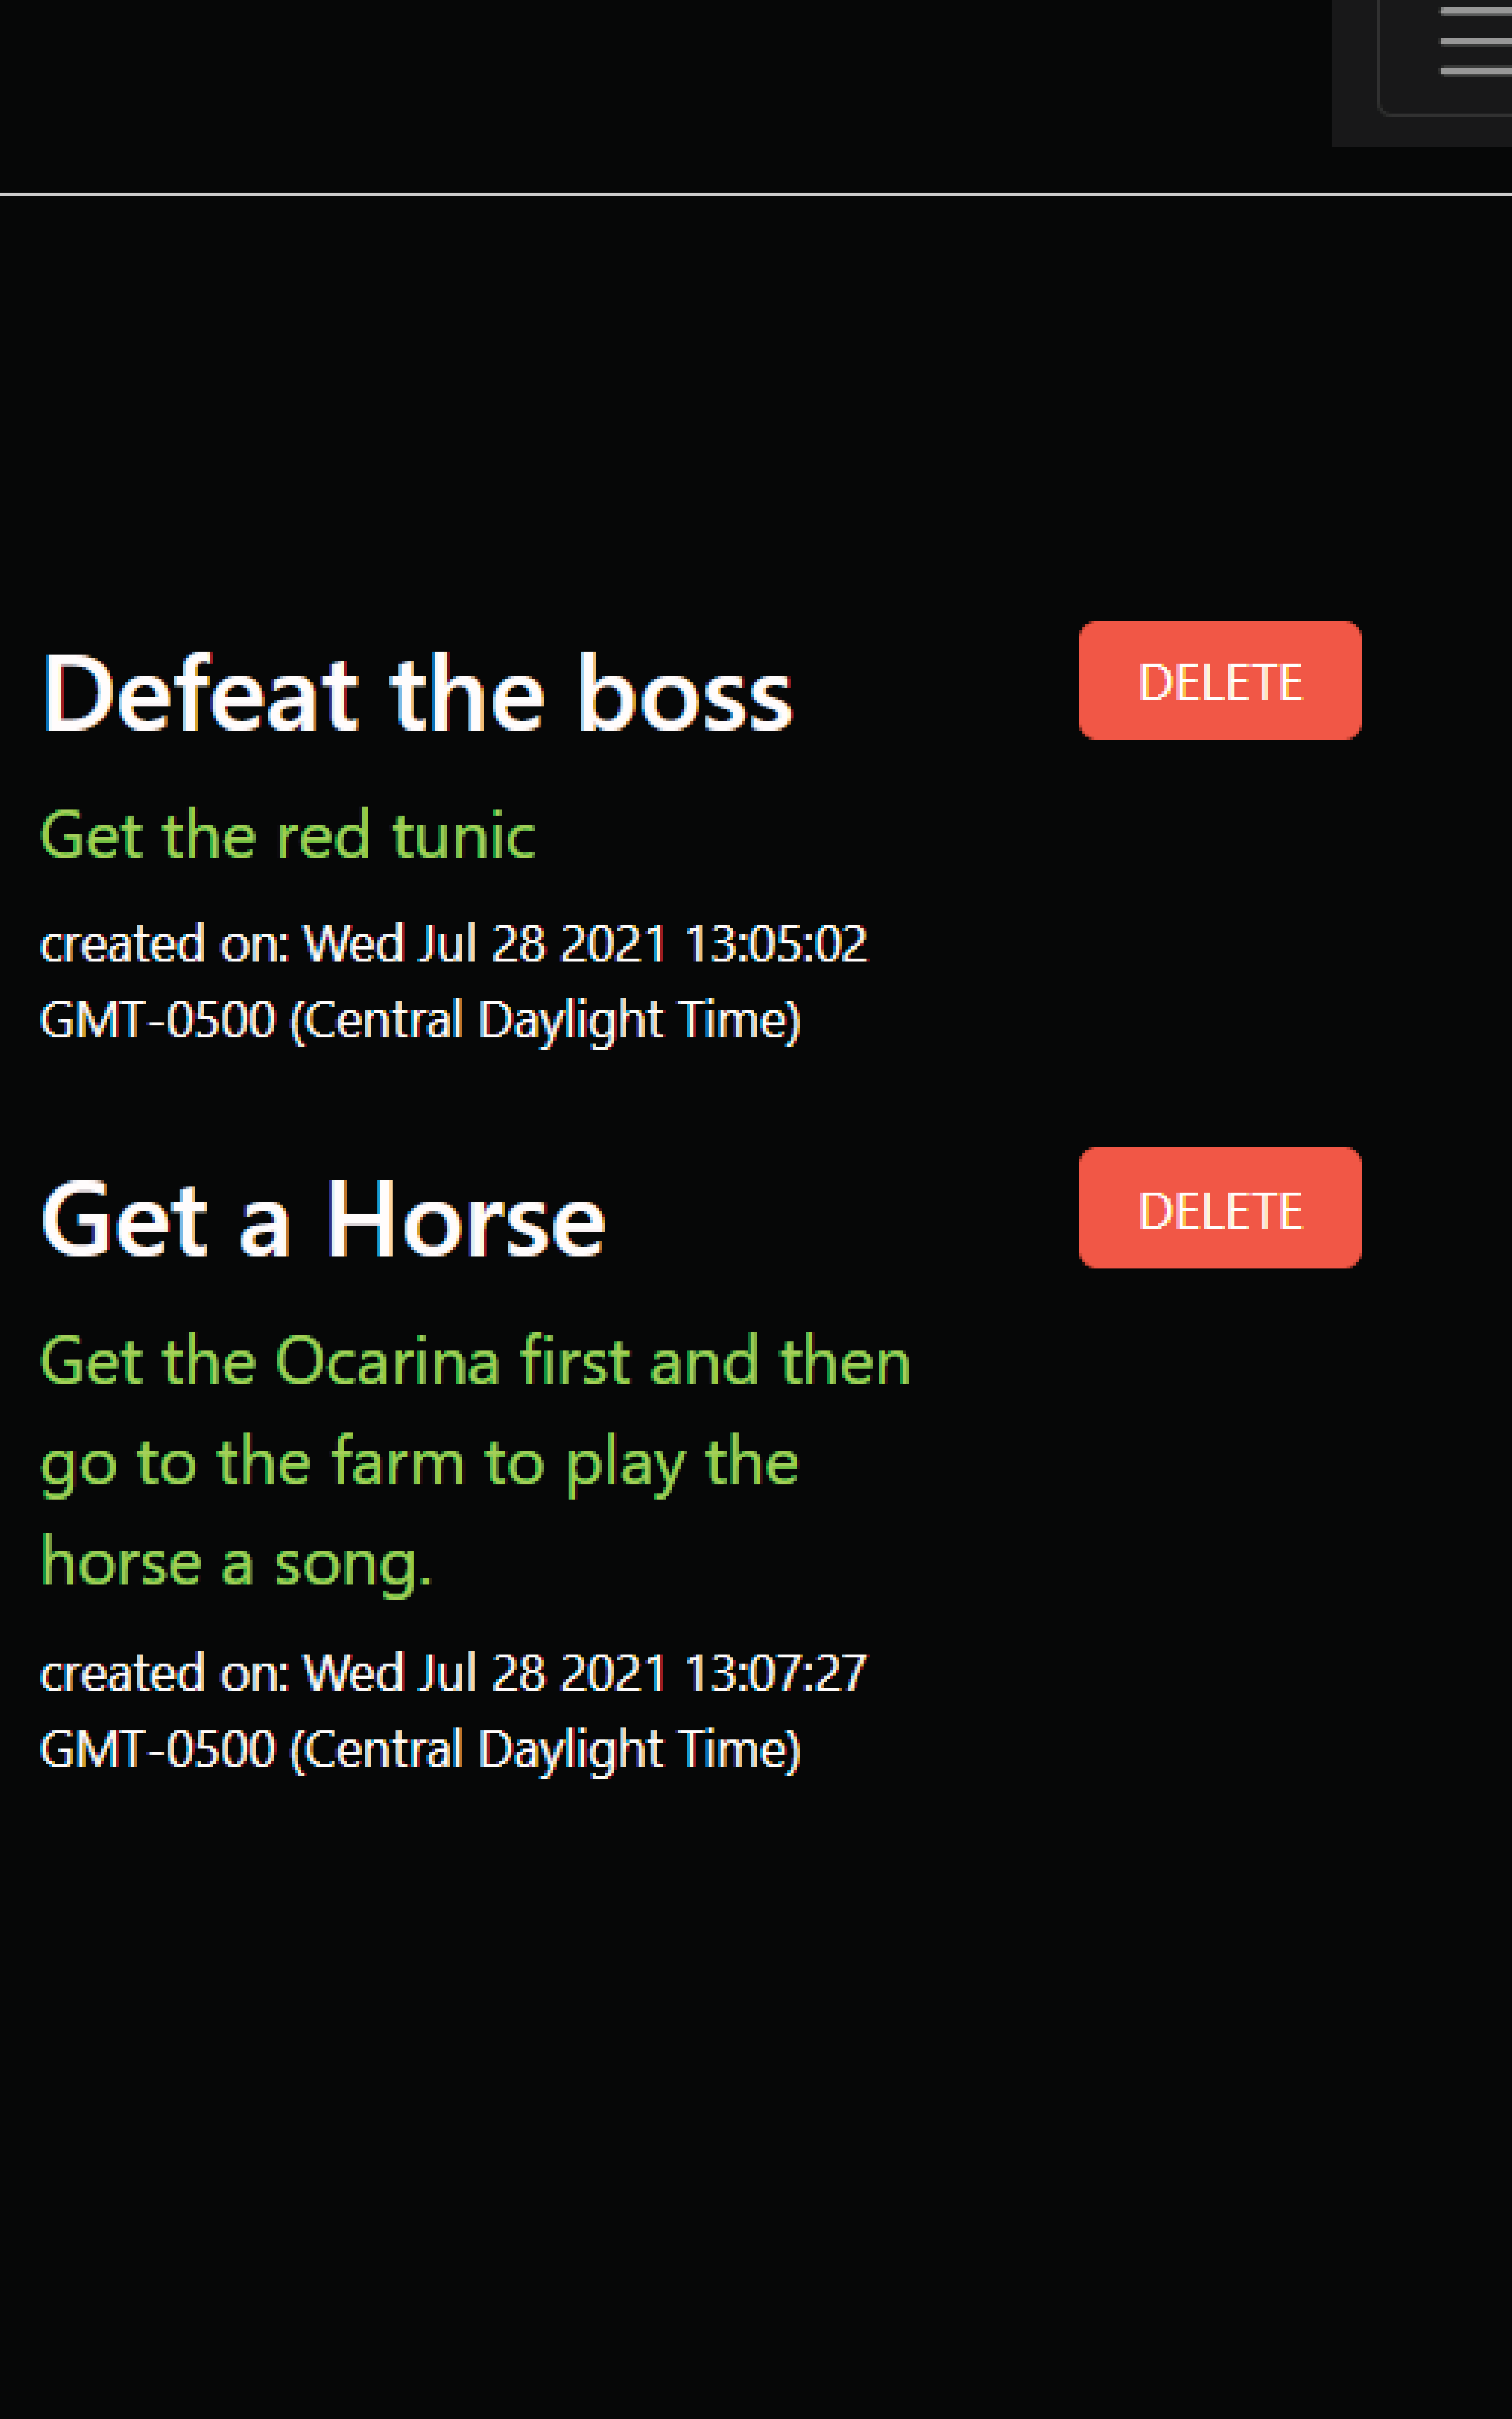 Defeat the boss
DELETE
Get the red tunic
created on: Wed Jul 28 2021 13:05:02
GMT-0500 (Central Daylight Time)
Get a Horse
DELETE
Get the Ocarina first and then
go to the farm to play the
horse a song.
created on: Wed Jul 28 2021 13:07:27
GMT-0500 (Central Daylight Time)